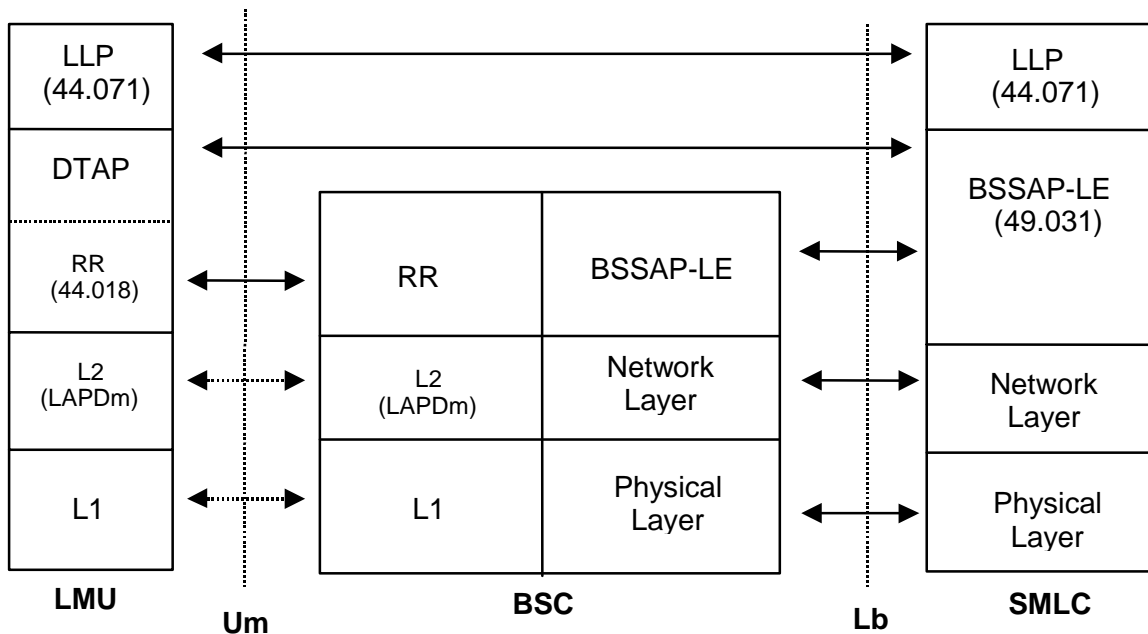 LLP
(44.071)
DTAP
RR
(44.018)
L2
(LAPDm)
L1
LMU
Um
RR
BSSAP-LE
L2
(LAPDm)
Network
Layer
L1
Physical
Layer
BSC
Lb
LLP
(44.071)
BSSAP-LE
(49.031)
Network
Layer
Physical
Layer
SMLC